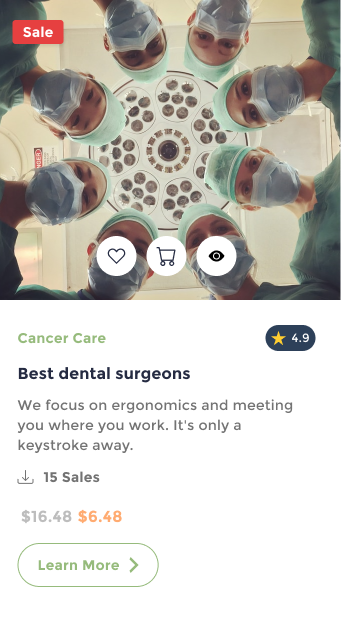 Sale
Cancer Care
4.9
Best dental surgeons
We focus on ergonomics and meeting
you where you work. It's only a
keystroke away.
15 Sales
$16.48 $6.48
Learn More